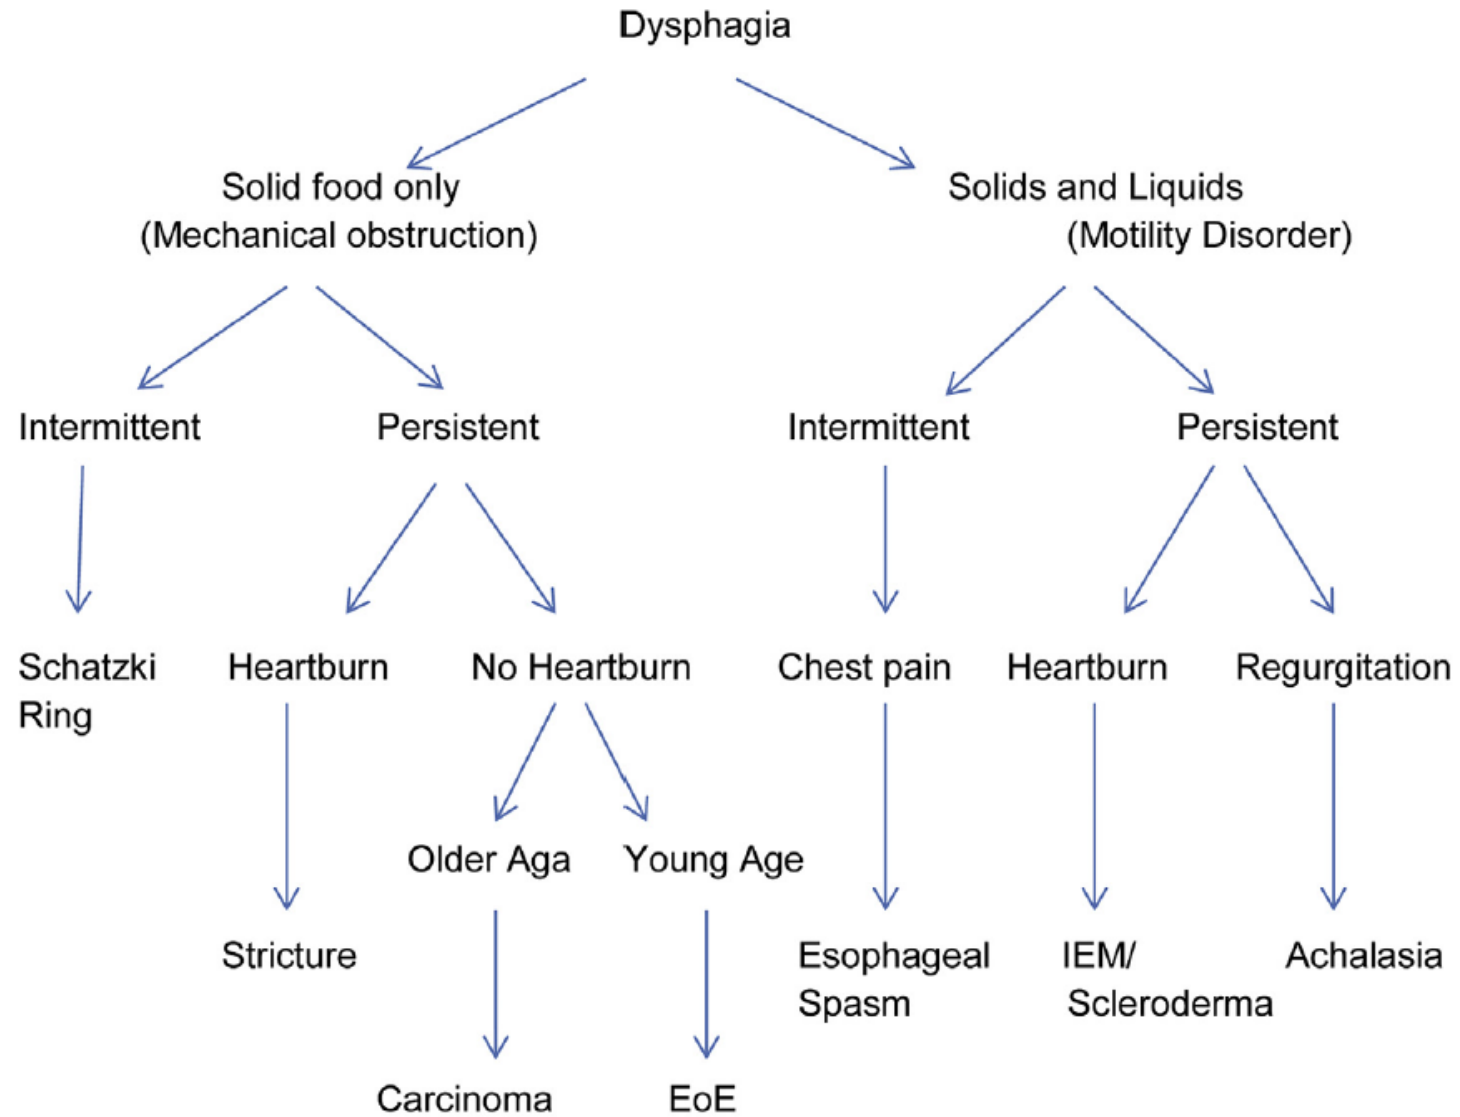 Dysphagia
Solid food only
(Mechanical obstruction)
Solids and Liquids
(Motility Disorder)
Intermittent
Persistent
Intermittent
Persistent
Schatzki
Ring
Heartburn
No Heartburn
Chest pain
Heartburn
Regurgitation
Older Aga
Young Age
Stricture
Esophageal
Spasm
IEM/
Scleroderma
Achalasia
Carcinoma
EoE